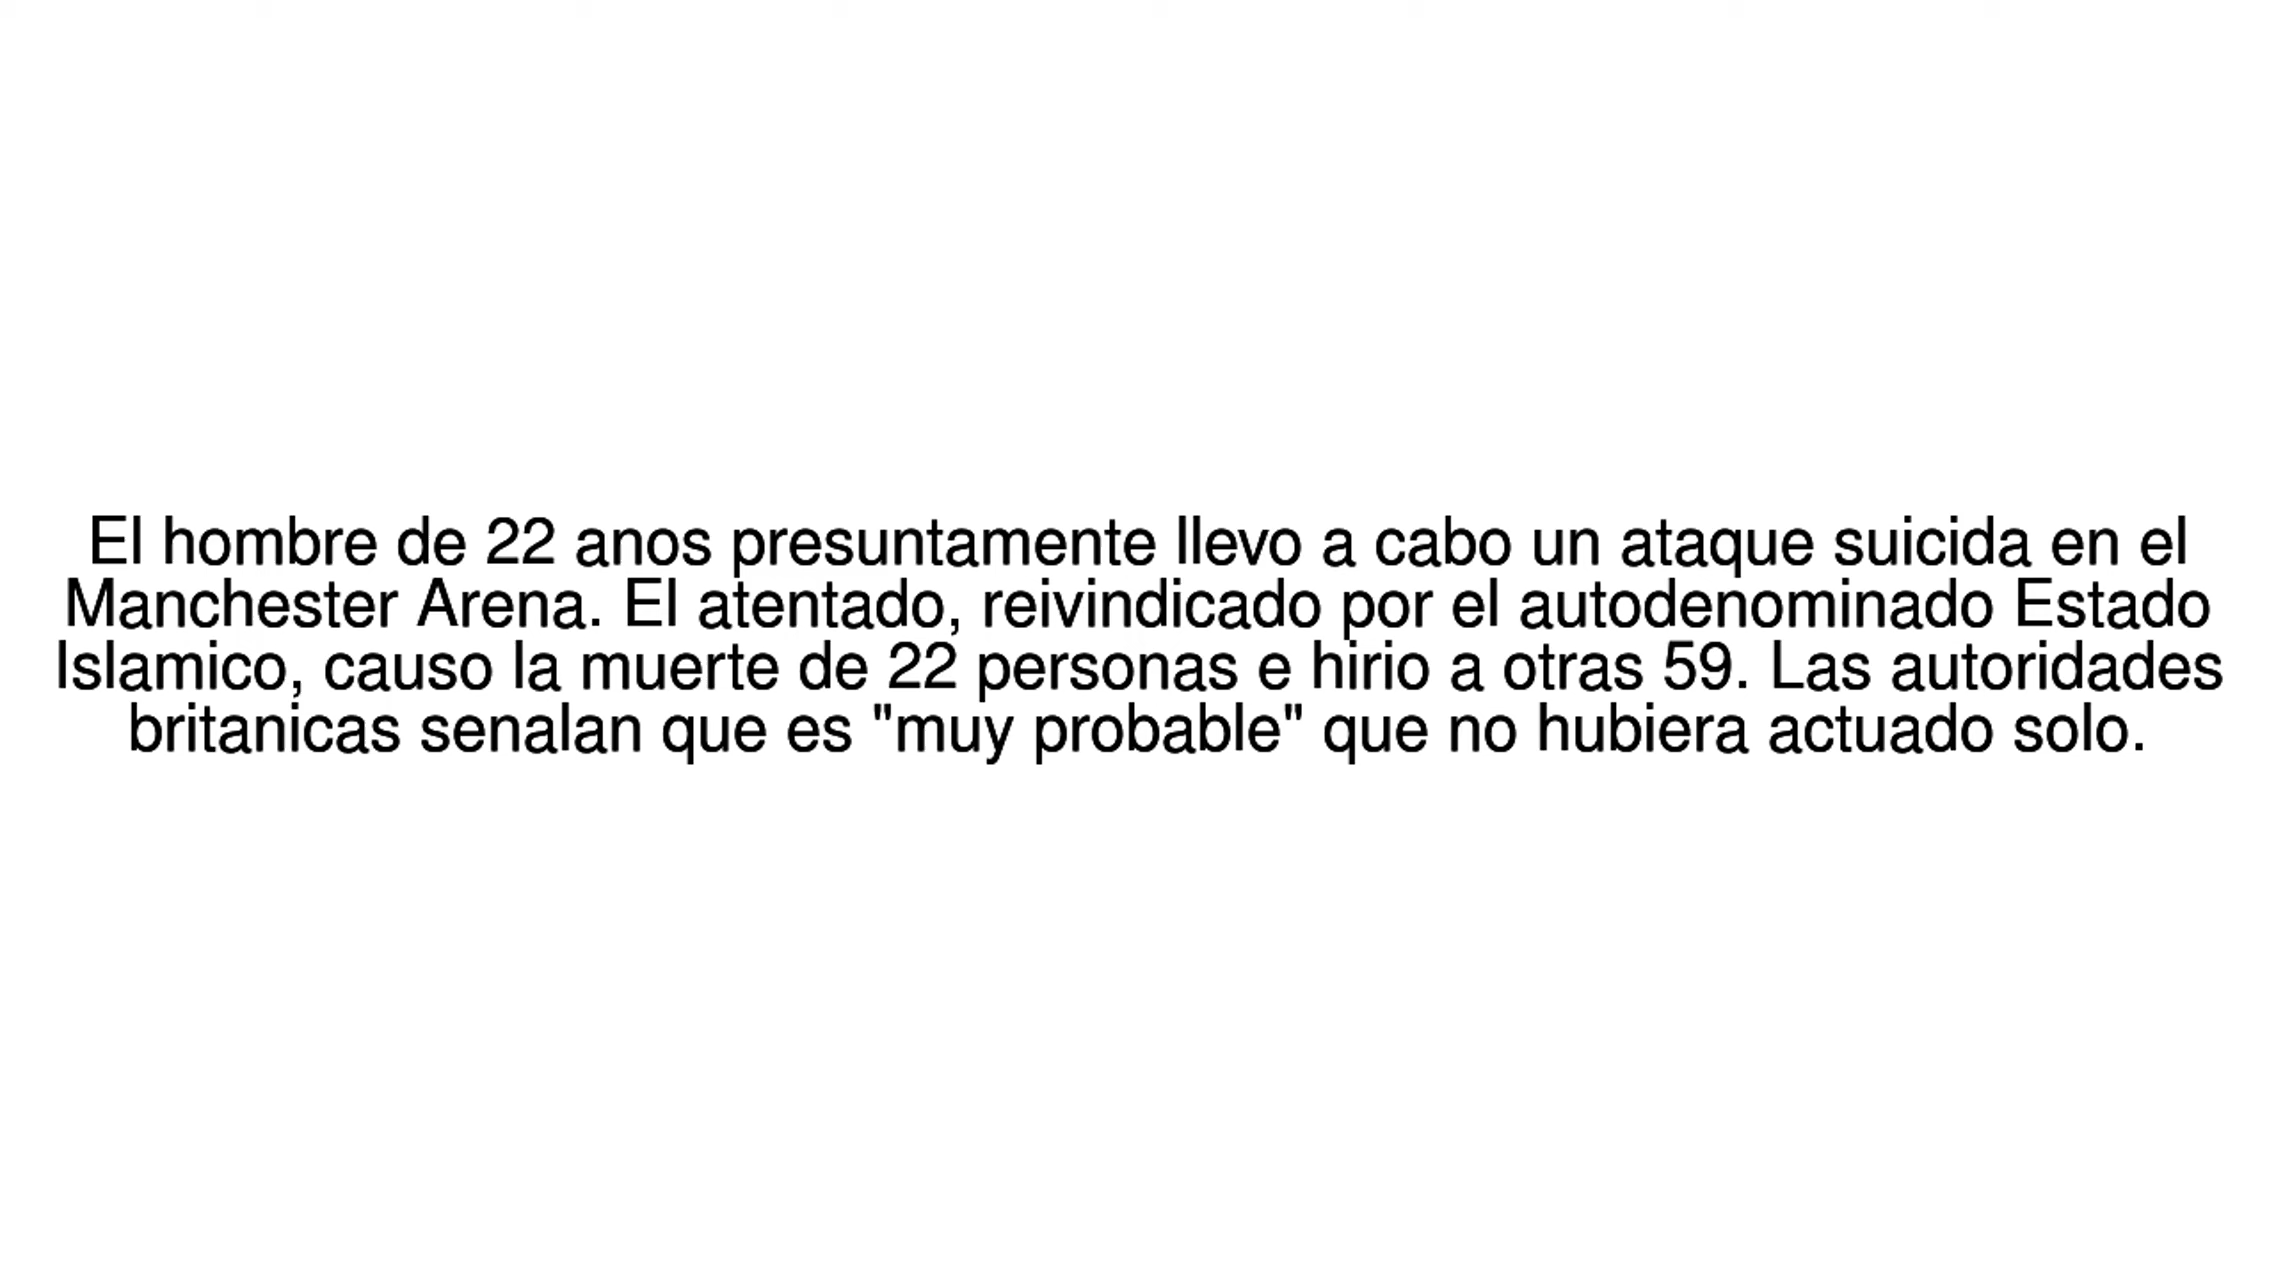 El hombre de 22 anos presuntamente llevo a cabo un ataque suicida en el
Manchester Arena. El atentado, reivindicado por el autodenominado Estado
Islamico, causo la muerte de 22 personas e hirio a otras 59. Las autoridades
britanicas senalan que es "muy probable" que no hubiera actuado solo.